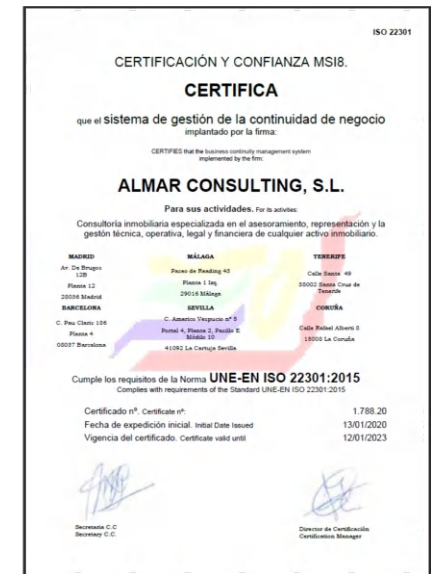 ISO 22301
CERTIFICACIÓN Y CONFIANZA MSI8.
CERTIFICA
que el sistema de gestión de la continuidad de negocio
implantado por la firma:
CERTIFIES that the business continuity management system
implemented by the firm:
ALMAR CONSULTING, S.L.
Para sus actividades. For its activities:
Consultoría inmobiliaria especializada en el asesoramiento, representación y la
gestión técnica, operativa, legal y financiera de cualquier activo inmobiliario.
MADRID
Av. De Brugos
12B
Planta 12
28036 Madrid
MÁLAGA
Paseo de Reading 43
Planta 1 Izq
29016 Málaga
TENERIFE
Calle Santa 49
38002 Santa Cruz de
Tenerife
BARCELONA
C. Pau Claris 106
Planta 4
08037 Barcelona
SEVILLA
C. Americo Vespucio nº 5
Portal 4, Planta 2, Pasillo E
Módulo 10
41092 La Cartuja Sevilla
CORUÑA
Calle Rafael Alberti 8
15008 La Coruña
Cumple los requisitos de la Norma UNE-EN ISO 22301:2015
Complies with requirements of the Standard UNE-EN ISO 22301:2015
Certificado nº. Certificate nº: 1.788.20
Fecha de expedición inicial. Initial Date Issued 13/01/2020
Vigencia del certificado. Certificate valid until 12/01/2023
Secretaria C.C
Secretary C.C.
Director de Certificación
Certification Manager